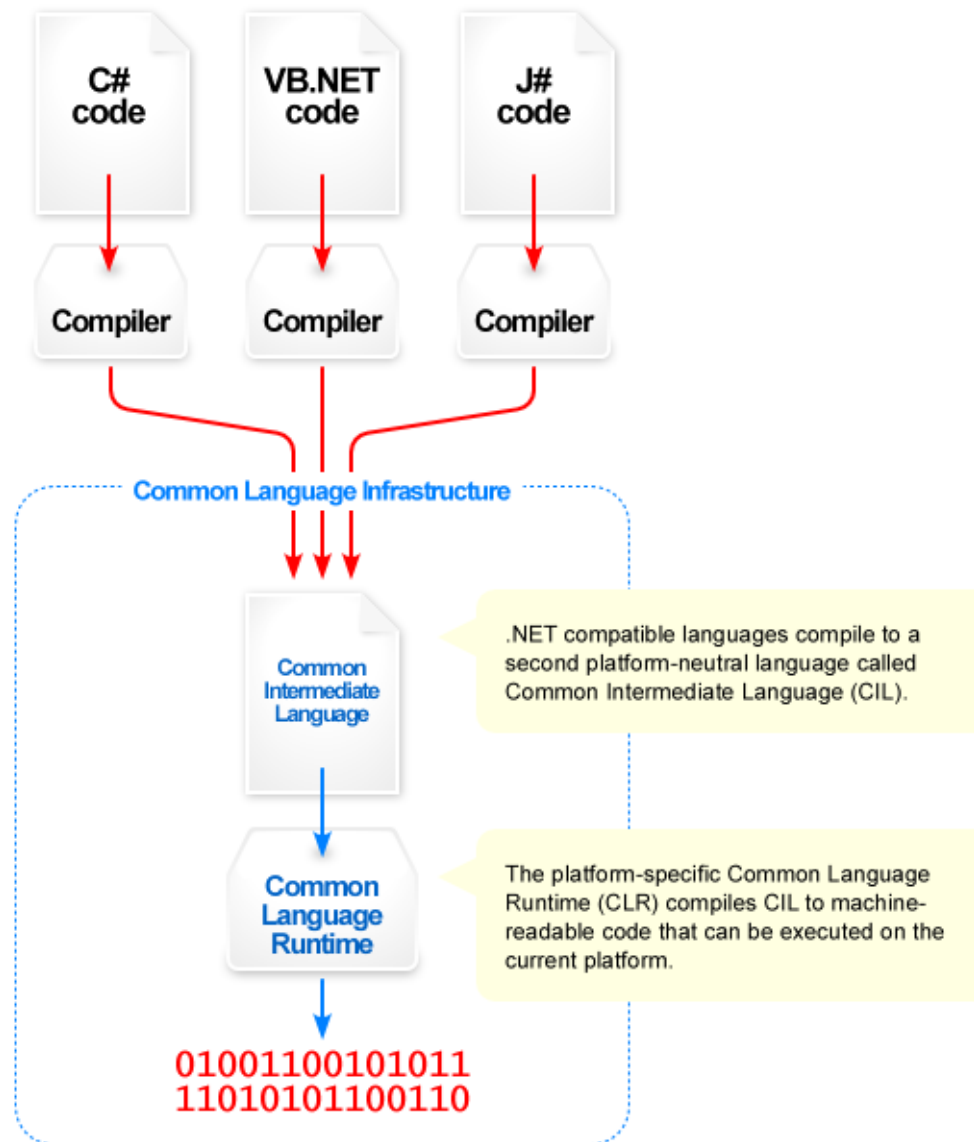 C#
code
VB.NET
code
J#
code
Compiler
Compiler
Compiler
Common Language Infrastructure
Common
Intermediate
Language
.NET compatible languages compile to a
second platform-neutral language called
Common Intermediate Language (CIL).
Common
Language
Runtime
The platform-specific Common Language
Runtime (CLR) compiles CIL to machine-
readable code that can be executed on the
current platform.
01001100101011
11010101100110